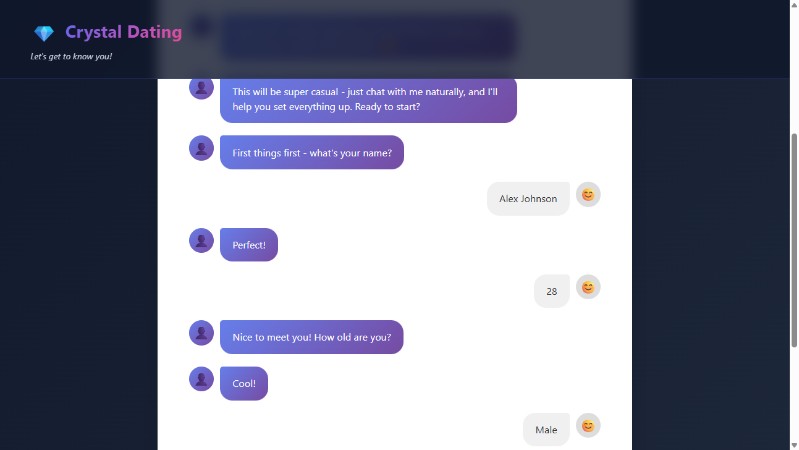 Crystal Dating
Let's get to know you!
This will be super casual - just chat with me naturally, and I'll
help you set everything up. Ready to start?
First things first - what's your name?
Alex Johnson
Perfect!
28
Nice to meet you! How old are you?
Cool!
Male